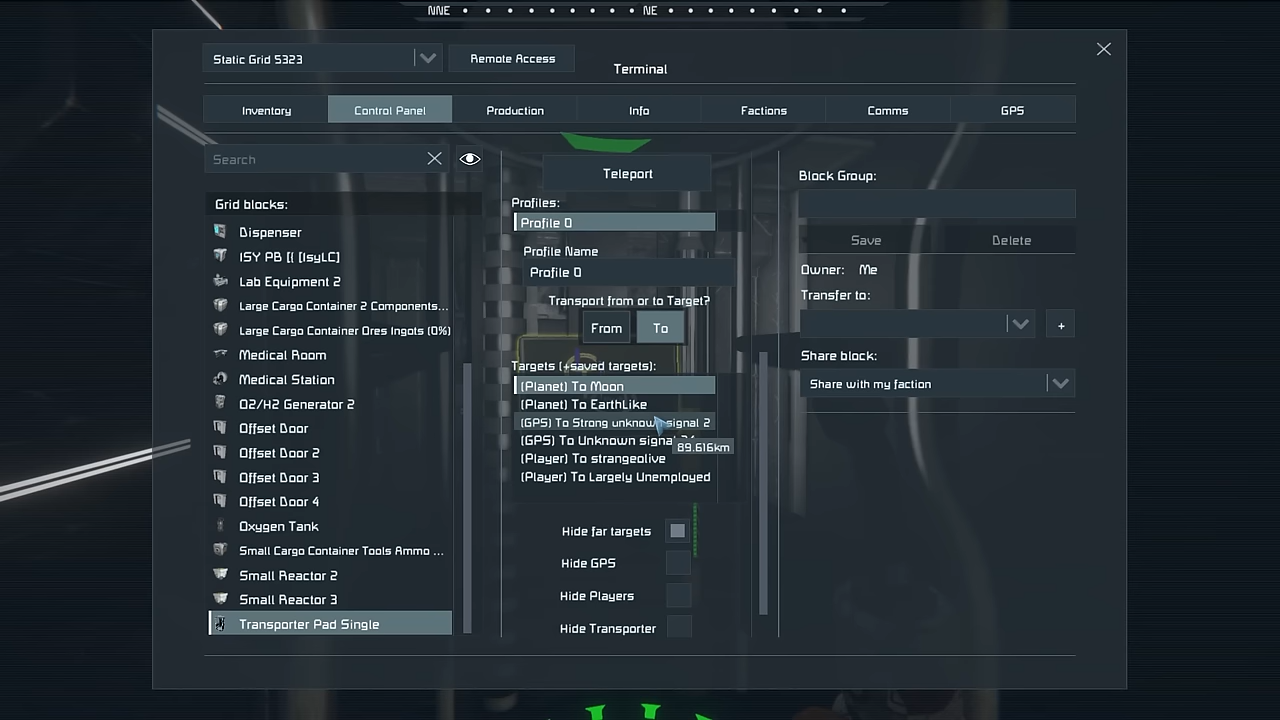 NNE
NE
Static Grid 5323
Remote Access
Terminal
Inventory
Control Panel
Production
Info
Factions
Comms
GPS
Search
Grid blocks:
Dispenser
ISY PB [( [IsyLC]
Lab Equipment 2
Large Cargo Container 2 Components...
Large Cargo Container Ores Ingots (0%)
Medical Room
Medical Station
O2/H2 Generator 2
Offset Door
Offset Door 2
Offset Door 3
Offset Door 4
Oxygen Tank
Small Cargo Container Tools Ammo ...
Small Reactor 2
Small Reactor 3
Transporter Pad Single
Teleport
Profiles:
Profile 0
Profile Name
Profile 0
Transport from or to Target?
From
To
Targets (+saved targets):
(Planet) To Moon
(Planet) To EarthLike
(GPS) To Strong unknown signal 2
(GPS) To Unknown signal
89.616km
(Player) To strangeolive
(Player) To Largely Unemployed
Hide far targets
Hide GPS
Hide Players
Hide Transporter
Block Group:
Save
Delete
Owner: Me
Transfer to:
+
Share block:
Share with my faction